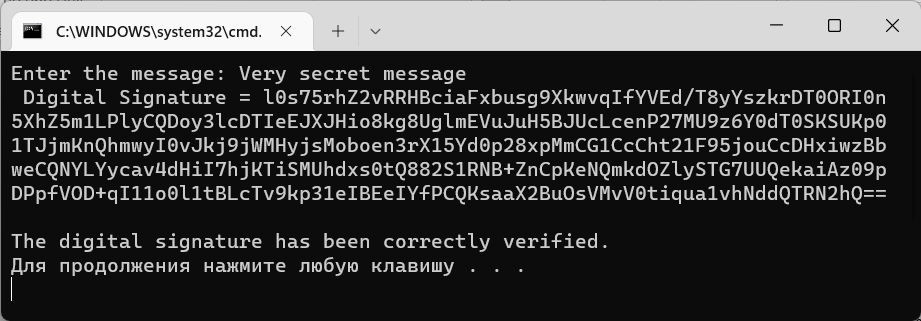 C:\WINDOWS\system32\cmd.
Enter the message: Very secret message
Digital Signature = l0s75rhZ2vRRHBciaFxbusg9XkwvqIfYVEd/T8yYszkrDT0ORI0n
5XhZ5m1LPlyCQDoy3lcDTIeEJXJHio8kg8UglmEVuJuH5BJUcLcenP27MU9z6Y0dT0SKSUKp0
1TJjmKnQhmwyI0vJkj9jWMHyjsMoboen3rX15Yd0p28xpMmCG1CcCht21F95jouCcDHxiwzBb
weCQNYLYycav4dHiI7hjKTiSMUhdxs0tQ882S1RNB+ZnCpKeNQmkdOZlySTG7UUQekaiAz09p
DPpfVOD+qI11o0l1tBLcTv9kp31eIBEeIYfPCQKsaaX2BuOsVMvV0tiqua1vhNddQTRN2hQ==
The digital signature has been correctly verified.
Для продолжения нажмите любую клавишу . . .